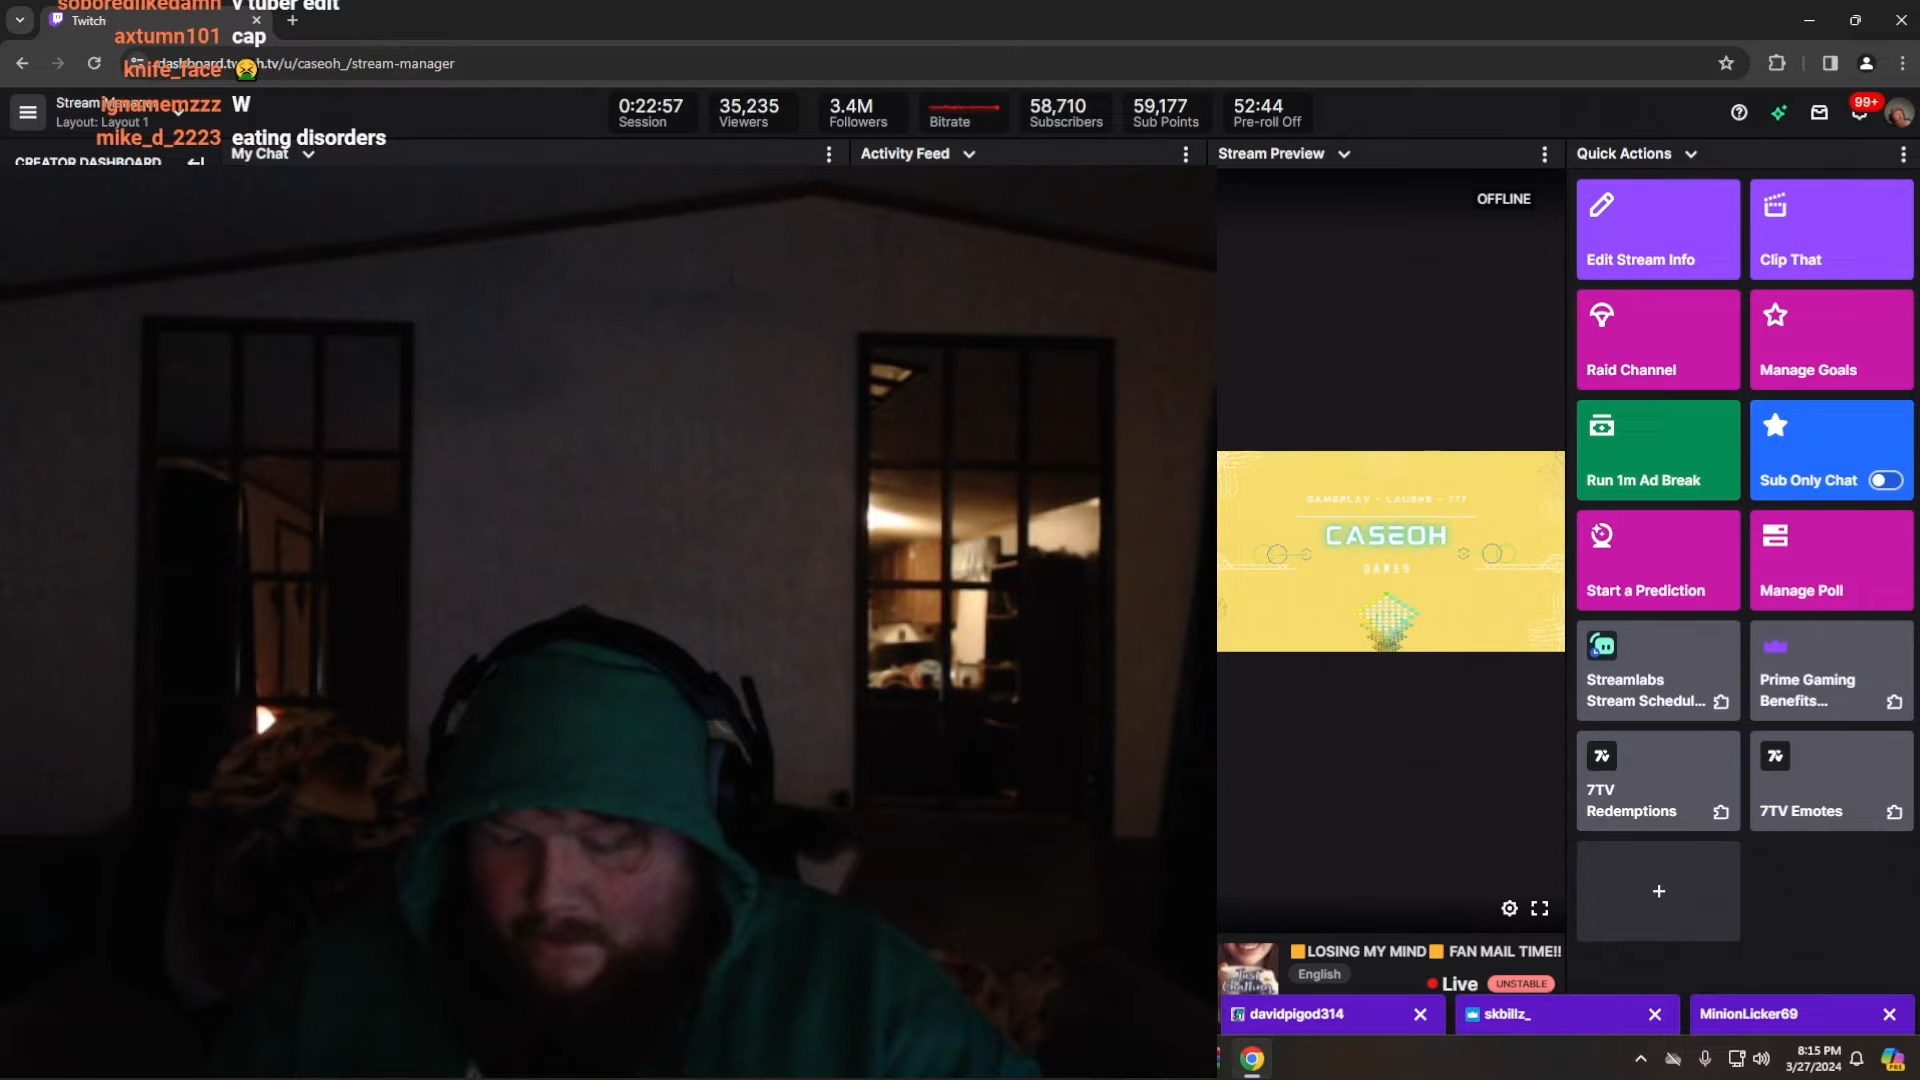 soboredlikedamn v tuber edit
Twitch
axtumn101 cap
knife_face
h.tv/u/caseoh_/stream-manager
Stream
Layout: Layout 1
W
mike_d_2223 eating disorders
0:22:57
Session
35,235
Viewers
3.4M
Followers
Bitrate
58,710
Subscribers
59,177
Sub Points
52:44
Pre-roll Off
99+
CREATOR DASHBOARD
My Chat
Activity Feed
Stream Preview
Quick Actions
OFFLINE
GAMEPLAY - LAUGHS - ???
CASEOH
GAMES
Edit Stream Info
Clip That
Raid Channel
Manage Goals
Run 1m Ad Break
Sub Only Chat
Start a Prediction
Manage Poll
Streamlabs
Stream Schedul...
Prime Gaming
Benefits...
7TV
Redemptions
7TV Emotes
+
LOSING MY MIND FAN MAIL TIME!!
Just
Chatting
English
Live UNSTABLE
davidpigod314
skbillz_
MinionLicker69
8:15 PM
3/27/2024
PRE